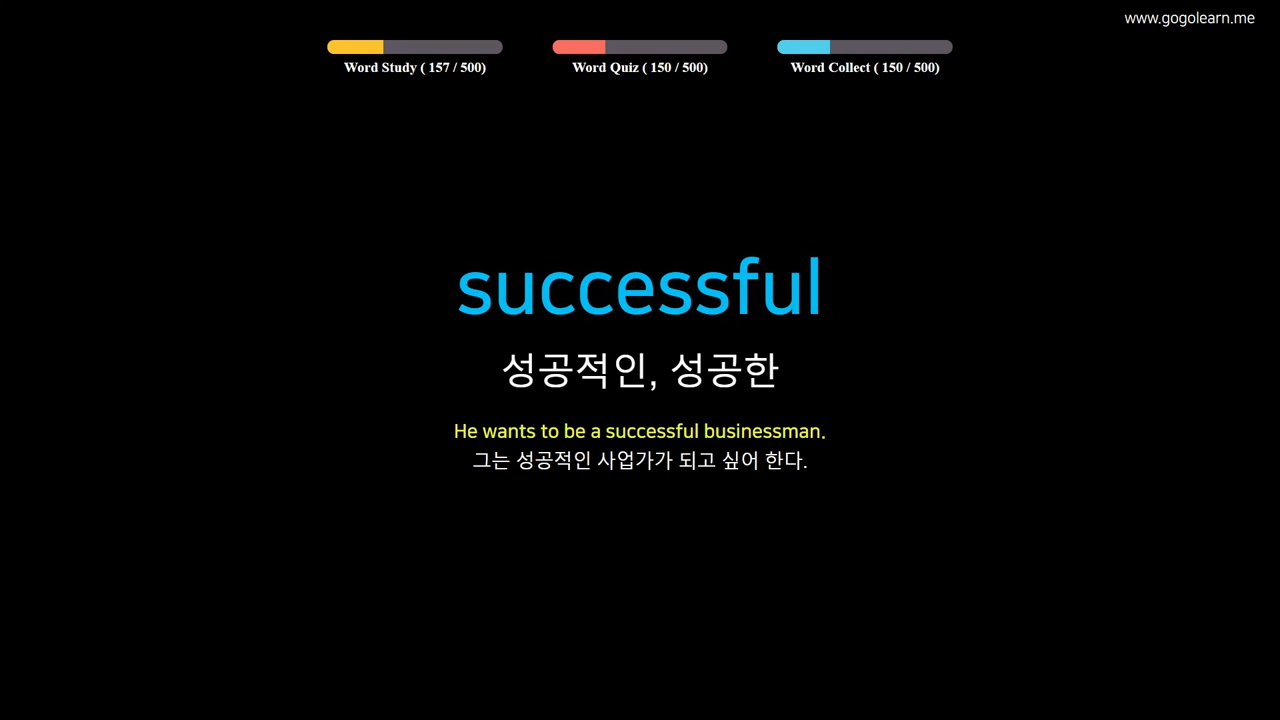 www.gogolearn.me
Word Study ( 157 / 500)
Word Quiz ( 150 / 500)
Word Collect ( 150 / 500)
successful
성공적인, 성공한
He wants to be a successful businessman.
그는 성공적인 사업가가 되고 싶어 한다.